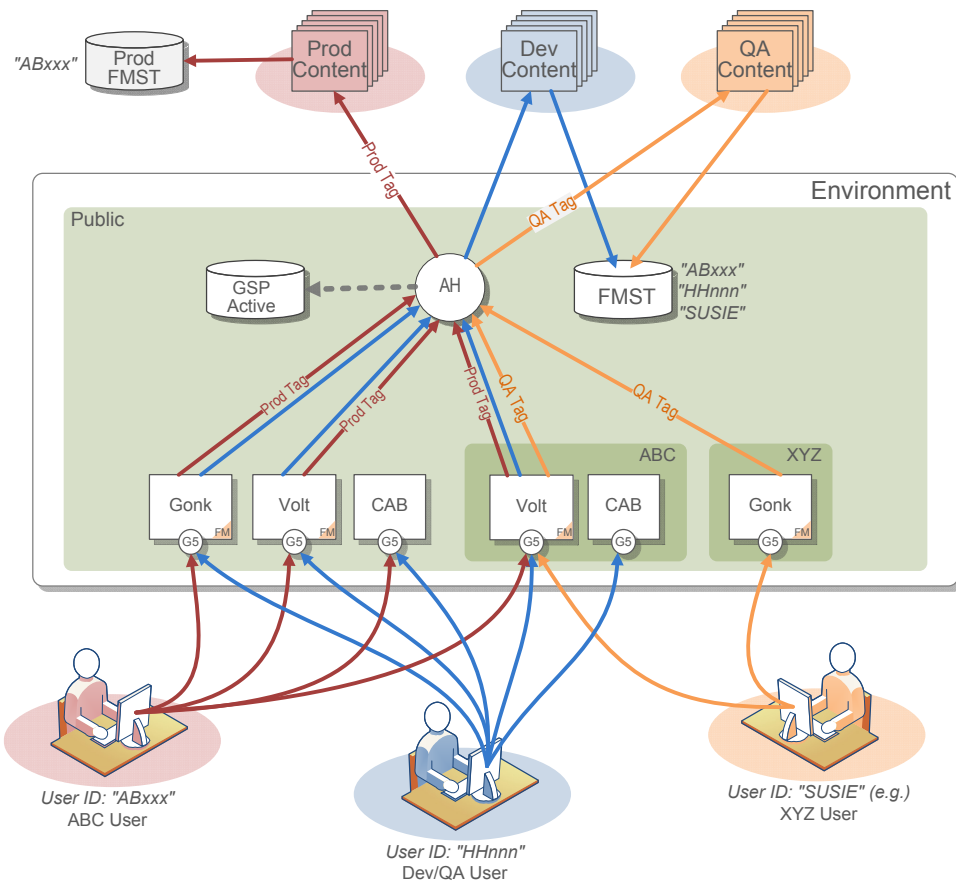 "ABxxx"
Prod
FMST
Prod
Content
Dev
Content
QA
Content
Prod Tag
QA Tag
Environment
Public
GSP
Active
AH
FMST
"ABxxx"
"HHnnn"
"SUSIE"
Prod Tag
Prod Tag
Prod Tag
QA Tag
QA Tag
ABC
XYZ
Gonk
FM
G5
Volt
FM
G5
CAB
G5
Volt
FM
G5
CAB
G5
Gonk
FM
G5
User ID: "ABxxx"
ABC User
User ID: "HHnnn"
Dev/QA User
User ID: "SUSIE" (e.g.)
XYZ User